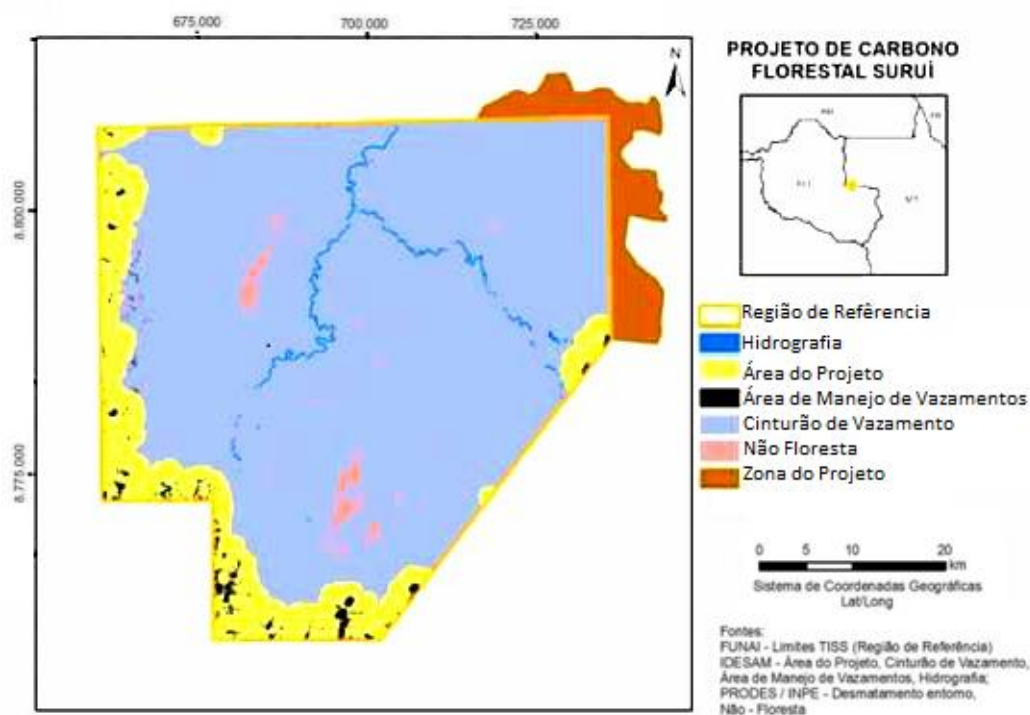 675.000
700.000
725.000
8.800.000
8.775.000
N
PROJETO DE CARBONO
FLORESTAL SURUÍ
Região de Refêrencia
Hidrografia
Área do Projeto
Área de Manejo de Vazamentos
Cinturão de Vazamento
Não Floresta
Zona do Projeto
0 5 10 20
km
Sistema de Coordenadas Geográficas
Lat/Long
Fontes:
FUNAI - Limites TISS (Região de Referência)
IDESAM - Área do Projeto, Cinturão de Vazamento,
Área de Manejo de Vazamentos, Hidrografia;
PRODES / INPE - Desmatamento entorno,
Não - Floresta